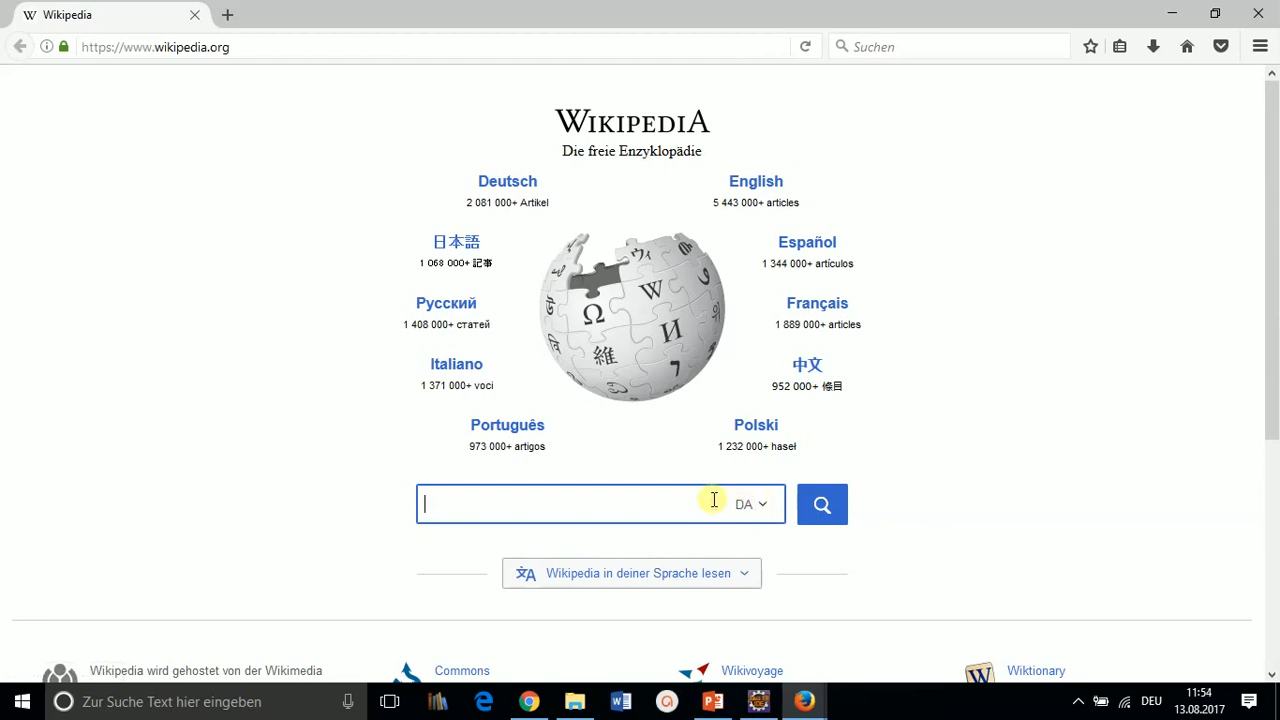 Wikipedia
https://www.wikipedia.org
Suchen
WIKIPEDIA
Die freie Enzyklopädie
Deutsch
2 081 000+ Artikel
English
5 443 000+ articles
日本語
1 068 000+ 記事
Español
1 344 000+ artículos
Русский
1 408 000+ статей
Français
1 889 000+ articles
Italiano
1 371 000+ voci
中文
952 000+ 條目
Português
973 000+ artigos
Polski
1 232 000+ haseł
DA
Wikipedia in deiner Sprache lesen
Wikipedia wird gehostet von der Wikimedia
Commons
Wikivoyage
Wiktionary
Zur Suche Text hier eingeben
DEU
11:54
13.08.2017